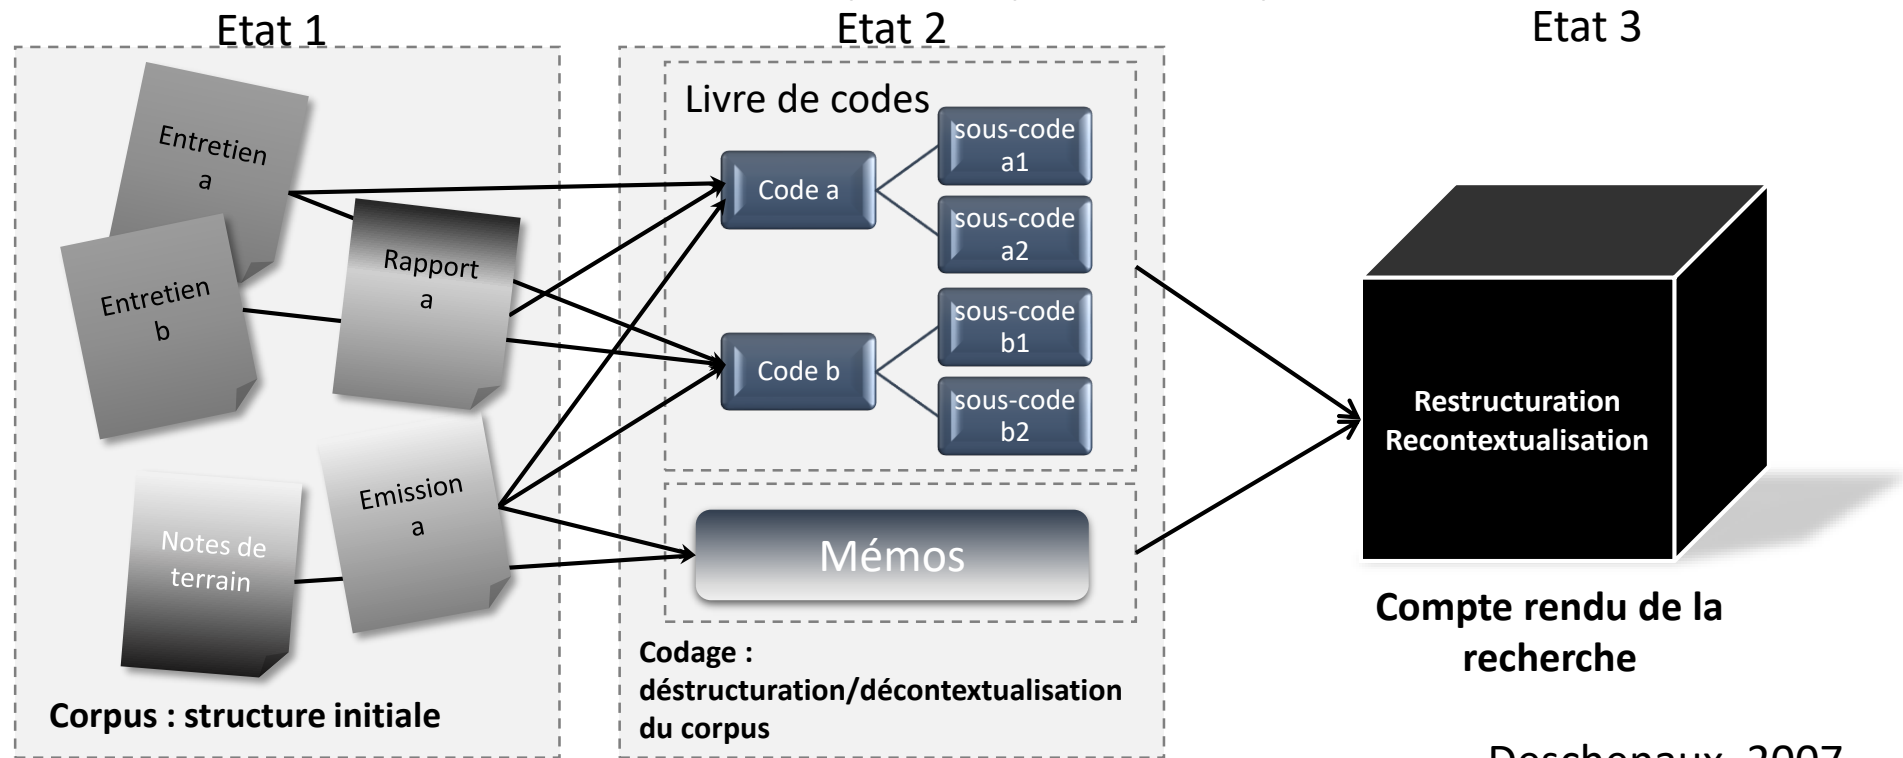 Etat 1
Entretien
a
Entretien
b
Rapport
a
Emission
a
Notes de
terrain
Corpus : structure initiale
Etat 2
Livre de codes
Code a
sous-code
a1
sous-code
a2
Code b
sous-code
b1
sous-code
b2
Mémos
Codage :
déstructuration/décontextualisation
du corpus
Etat 3
Restructuration
Recontextualisation
Compte rendu de la
recherche
Deschenaux, 2007